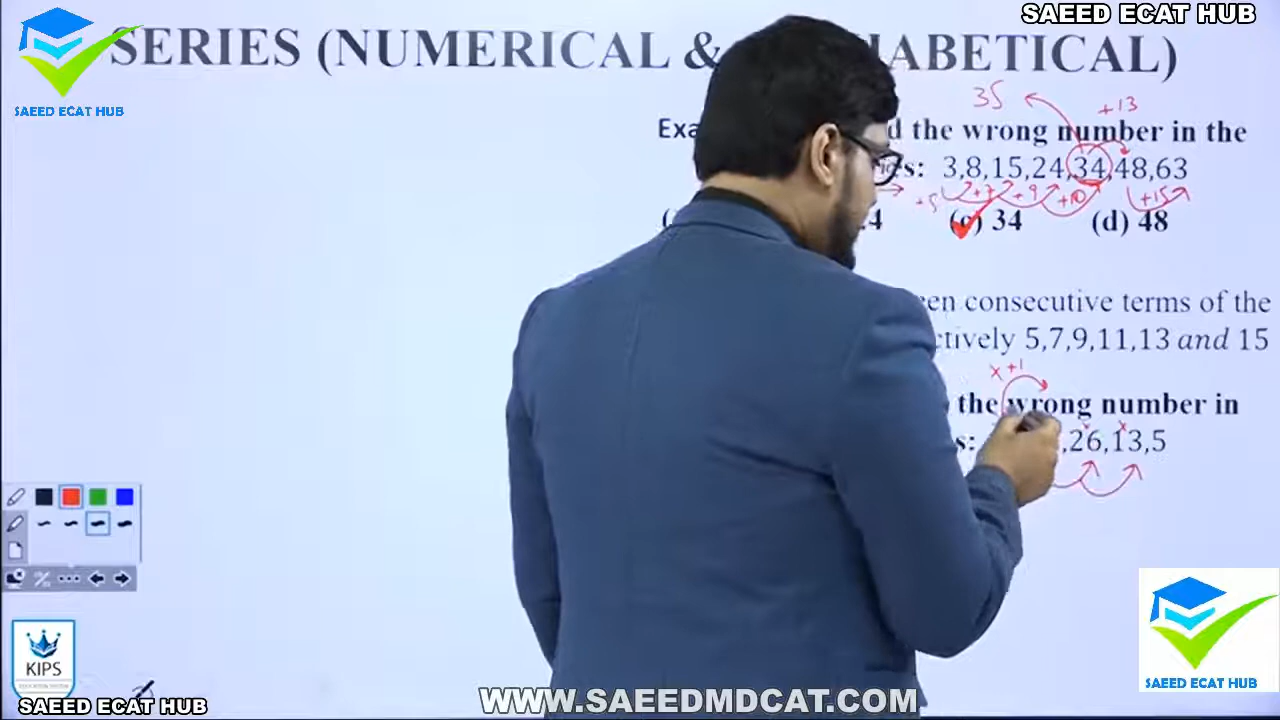 SAEED ECAT HUB
SERIES (NUMERICAL & ABETICAL)
SAEED ECAT HUB
35 +13
d the wrong number in the
s: 3,8,15,24,34,48,63
+5 +7 +9 +10 +15
4 (c) 34 (d) 48
een consecutive terms of the
ctively 5,7,9,11,13 and 15
x +1
the wrong number in
s: ,26,13,5
KIPS
SAEED ECAT HUB
SAEED ECAT HUB
WWW.SAEEDMDCAT.COM